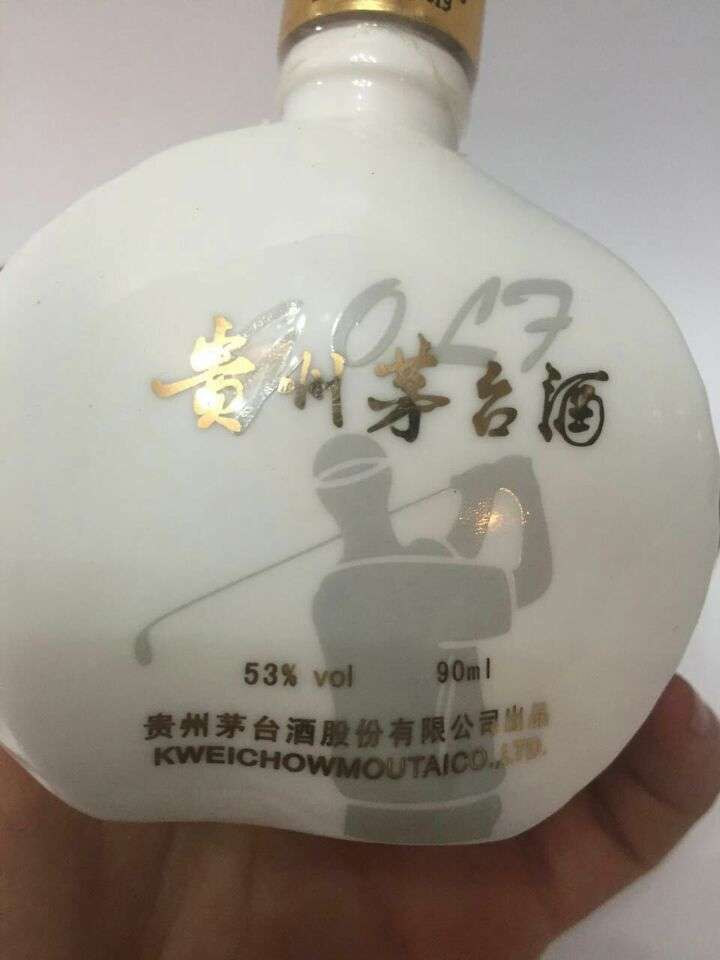 GOLF
贵州茅台酒
53% vol 90ml
贵州茅台酒股份有限公司出品
KWEICHOWMOUTAICO.,LTD.